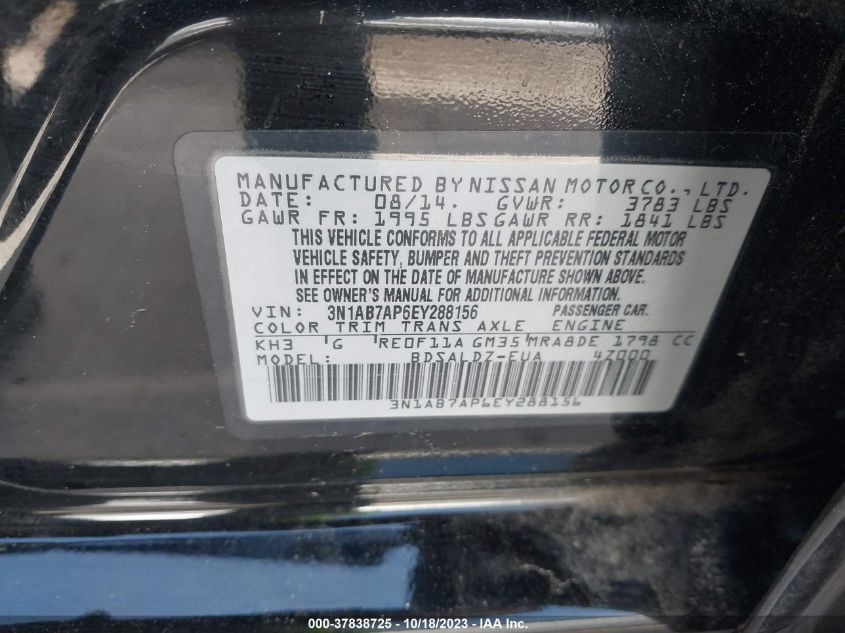 MANUFACTURED BY NISSAN MOTOR CO., LTD.
DATE: 08/14. GVWR: 3783 LBS
GAWR FR: 1995 LBS GAWR RR: 1841 LBS
THIS VEHICLE CONFORMS TO ALL APPLICABLE FEDERAL MOTOR
VEHICLE SAFETY, BUMPER AND THEFT PREVENTION STANDARDS
IN EFFECT ON THE DATE OF MANUFACTURE SHOWN ABOVE.
SEE OWNER'S MANUAL FOR ADDITIONAL INFORMATION.
VIN: 3N1AB7AP6EY288156 PASSENGER CAR.
COLOR TRIM TRANS AXLE ENGINE
KH3 G RE0F11A GM35 MRA8DE 1798 CC
MODEL: BDSALDZ-EUA 4Z000
3N1AB7AP6EY288156
000-37838725 - 10/18/2023 - IAA Inc.